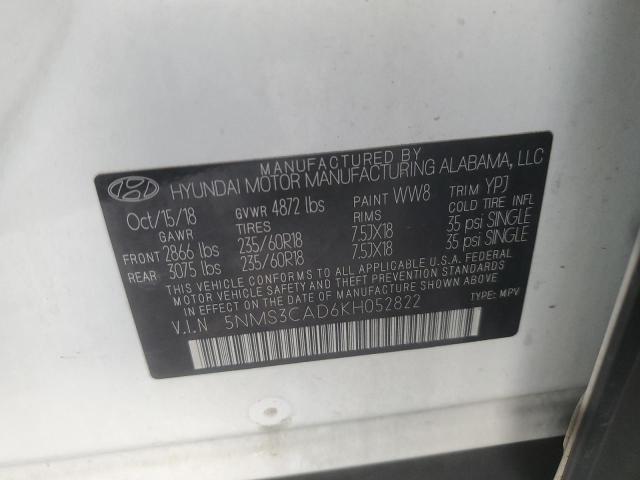 MANUFACTURED BY
HYUNDAI MOTOR MANUFACTURING ALABAMA, LLC
Oct/15/18 GVWR 4872 lbs PAINT WW8 TRIM YPJ
GAWR TIRES RIMS COLD TIRE INFL
FRONT 2866 lbs 235/60R18 7.5JX18 35 psi SINGLE
REAR 3075 lbs 235/60R18 7.5JX18 35 psi SINGLE
THIS VEHICLE CONFORMS TO ALL APPLICABLE U.S.A. FEDERAL
MOTOR VEHICLE SAFETY, BUMPER, AND THEFT PREVENTION STANDARDS
IN EFFECT ON THE DATE OF MANUFACTURE SHOWN ABOVE.
V.I.N 5NMS3CAD6KH052822 TYPE: MPV